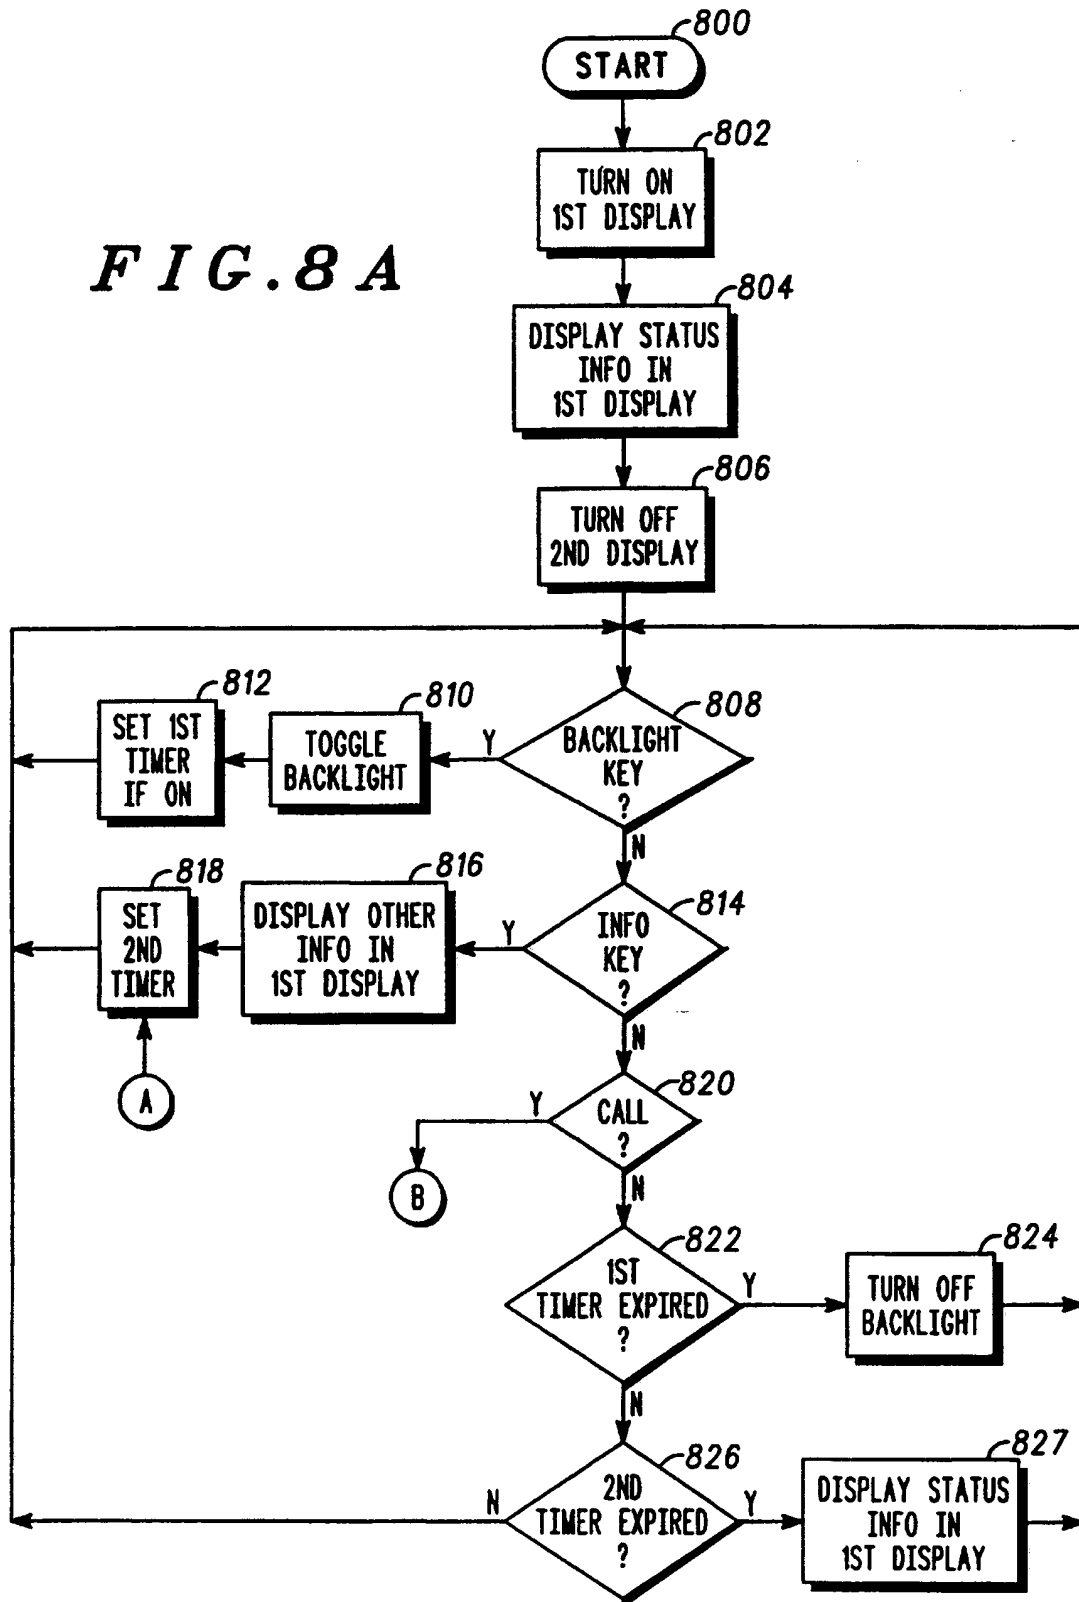 800
START
802
TURN ON
1ST DISPLAY
FIG.8A
804
DISPLAY STATUS
INFO IN
1ST DISPLAY
806
TURN OFF
2ND DISPLAY
812
SET 1ST
TIMER
IF ON
810
TOGGLE
BACKLIGHT
Y
808
BACKLIGHT
KEY
?
N
818
SET
2ND
TIMER
816
DISPLAY OTHER
INFO IN
1ST DISPLAY
Y
814
INFO
KEY
?
N
A
Y
820
CALL
?
N
B
822
1ST
TIMER EXPIRED
?
Y
824
TURN OFF
BACKLIGHT
N
N
826
2ND
TIMER EXPIRED
?
Y
827
DISPLAY STATUS
INFO IN
1ST DISPLAY